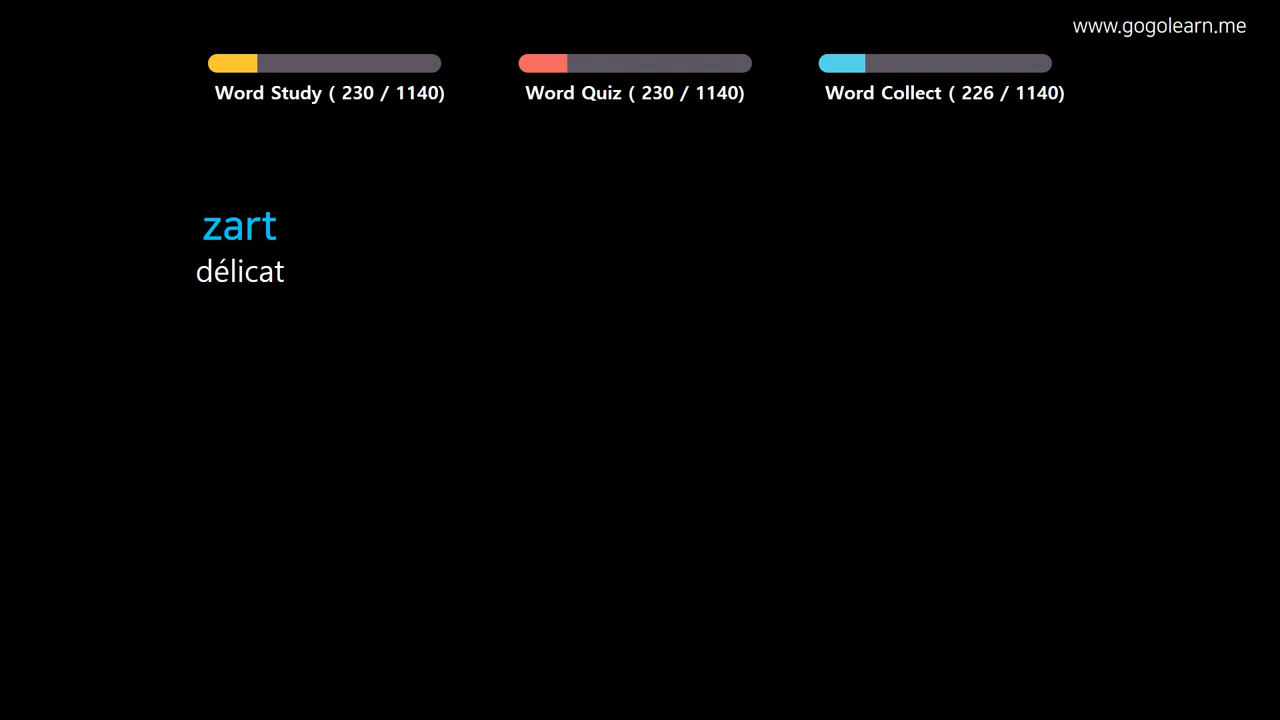 www.gogolearn.me
Word Study ( 230 / 1140)
Word Quiz ( 230 / 1140)
Word Collect ( 226 / 1140)
zart
délicat